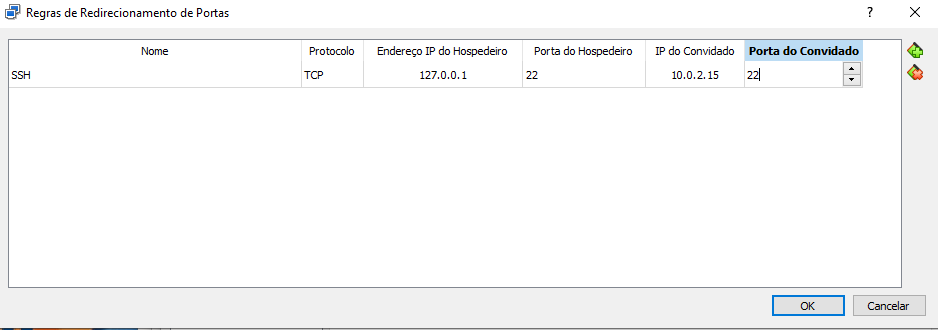 Regras de Redirecionamento de Portas
?
Nome Protocolo Endereço IP do Hospedeiro Porta do Hospedeiro IP do Convidado Porta do Convidado
SSH TCP 127.0.0.1 22 10.0.2.15 22
OK Cancelar